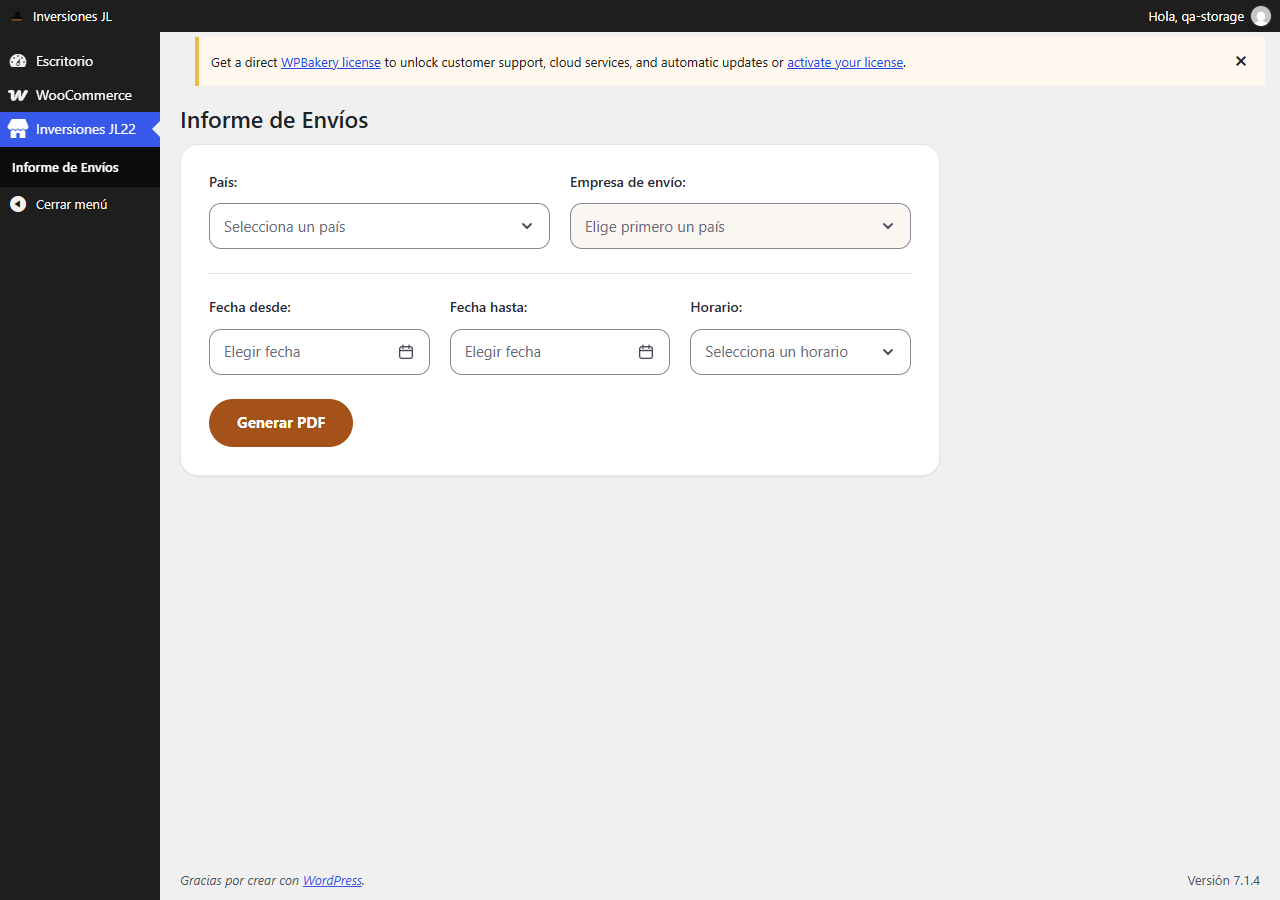 Inversiones JL
Hola, qa-storage
Escritorio
WooCommerce
Inversiones JL22
Informe de Envíos
Cerrar menú
Get a direct WPBakery license to unlock customer support, cloud services, and automatic updates or activate your license.
Informe de Envíos
País:
Empresa de envío:
Selecciona un país
Elige primero un país
Fecha desde:
Fecha hasta:
Horario:
Elegir fecha
Elegir fecha
Selecciona un horario
Generar PDF
Gracias por crear con WordPress.
Versión 7.1.4